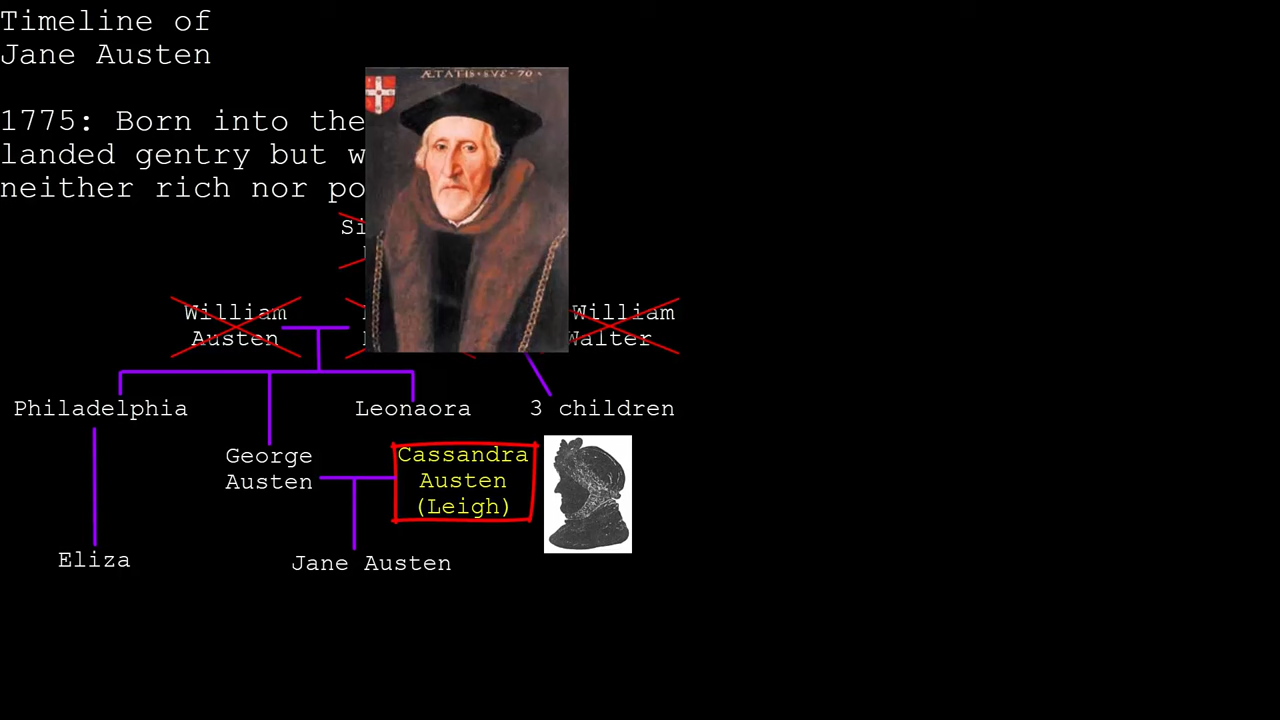 Timeline of
Jane Austen
1775: Born into the
landed gentry but w
neither rich nor po
ÆTATIS·SVÆ·70
Si
William
Austen
William
Walter
Philadelphia
Leonaora
3 children
George
Austen
Cassandra
Austen
(Leigh)
Eliza
Jane Austen